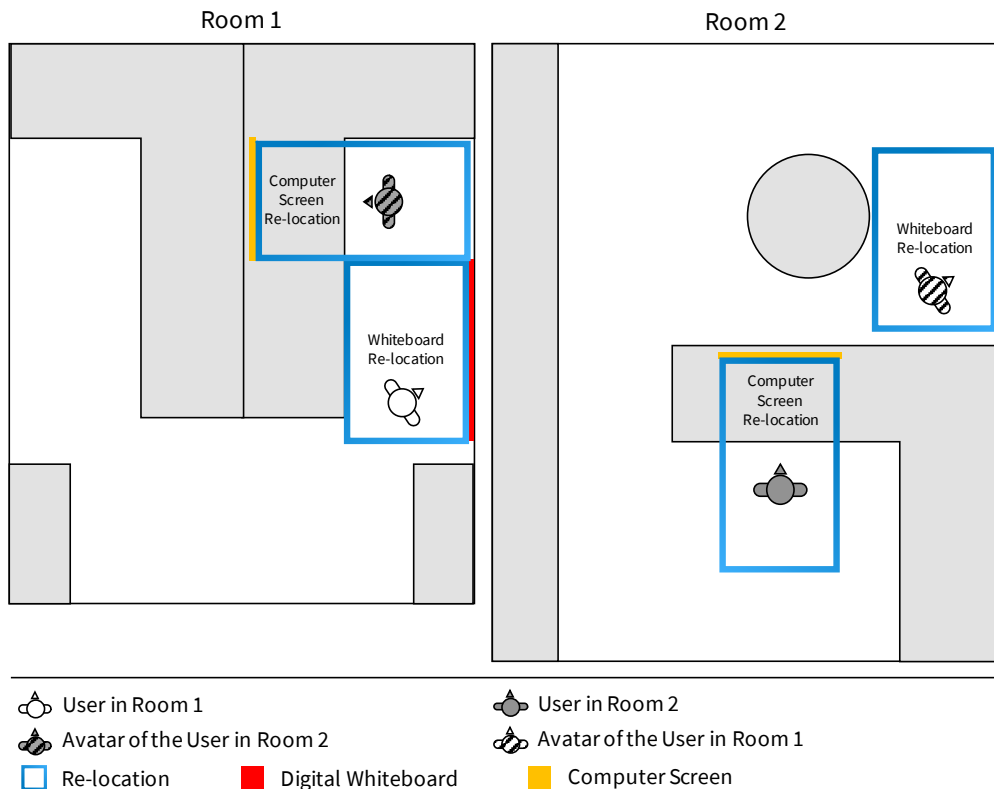 Room 1
Room 2
Computer
Screen
Re-location
Whiteboard
Re-location
Whiteboard
Re-location
Computer
Screen
Re-location
User in Room 1
User in Room 2
Avatar of the User in Room 2
Avatar of the User in Room 1
Re-location
Digital Whiteboard
Computer Screen